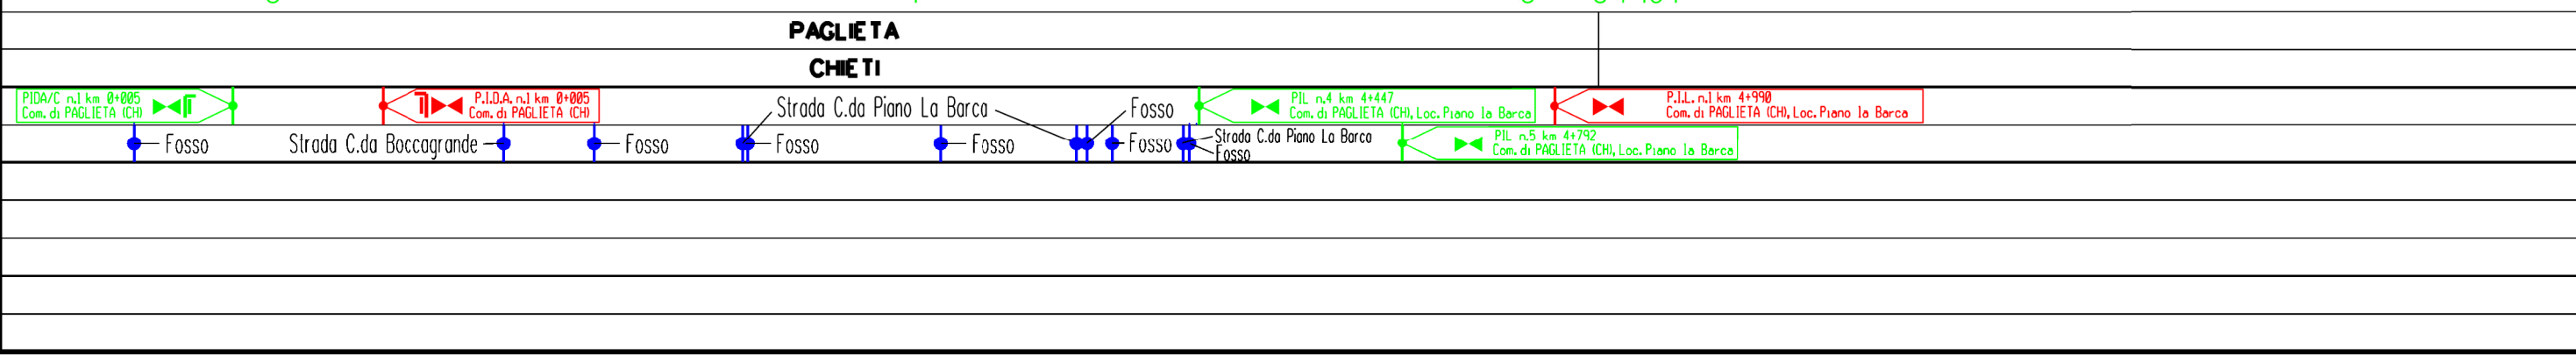 PAGLIETA
CHIETI
PIDA/C n.1 km 0+005
Com. di PAGLIETA (CH)
P.I.D.A. n.1 km 0+005
Com. di PAGLIETA (CH)
Strada C.da Piano La Barca
Fosso
PIL n.4 km 4+447
Com. di PAGLIETA (CH), Loc. Piano la Barca
P.I.L. n.1 km 4+990
Com. di PAGLIETA (CH), Loc. Piano la Barca
Fosso
Strada C.da Boccagrande
Fosso
Fosso
Fosso
Fosso
Strada C.da Piano La Barca
Fosso
PIL n.5 km 4+792
Com. di PAGLIETA (CH), Loc. Piano la Barca